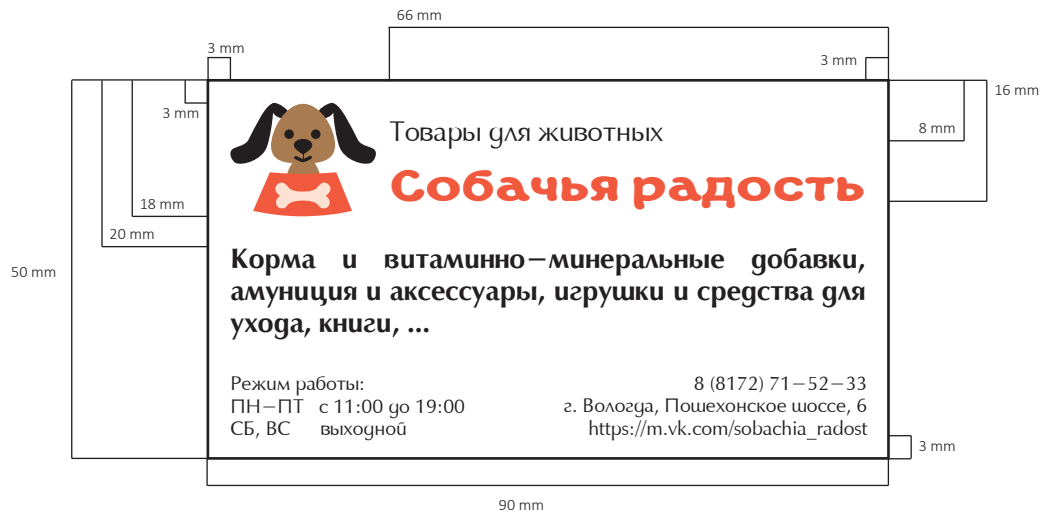 66 mm
3 mm
3 mm
3 mm
16 mm
8 mm
Товары для животных
Собачья радость
18 mm
20 mm
50 mm
Корма и витаминно–минеральные добавки,
амуниция и аксессуары, игрушки и средства для
ухода, книги, ...
Режим работы:
ПН–ПТ с 11:00 до 19:00
СБ, ВС выходной
8 (8172) 71–52–33
г. Вологда, Пошехонское шоссе, 6
https://m.vk.com/sobachia_radost
3 mm
90 mm